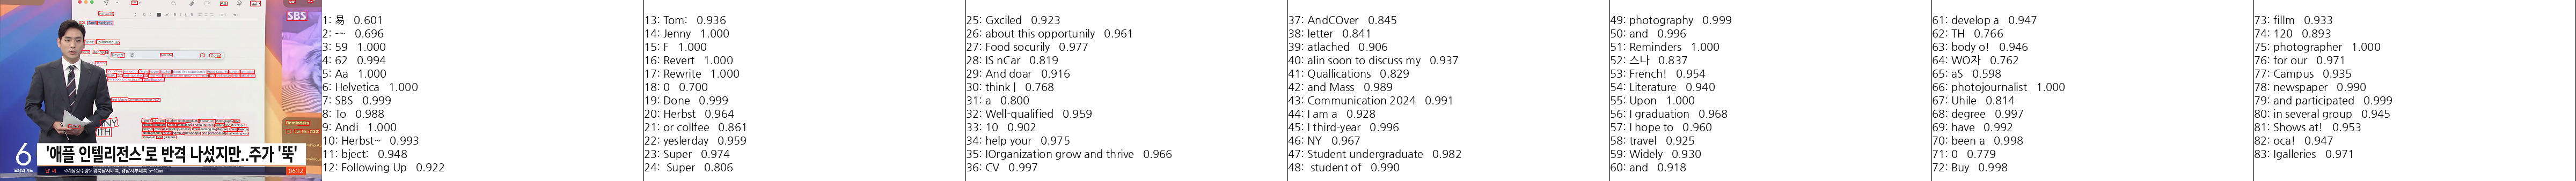 SBS
6
'애플 인텔리전스'로 반격 나섰지만..주가 '뚝'
06:12
1: 易 0.601
2: -~ 0.696
3: 59 1.000
4: 62 0.994
5: Aa 1.000
6: Helvetica 1.000
7: SBS 0.999
8: To 0.988
9: Andi 1.000
10: Herbst~ 0.993
11: bject: 0.948
12: Following Up 0.922
13: Tom: 0.936
14: Jenny 1.000
15: F 1.000
16: Revert 1.000
17: Rewrite 1.000
18: 0 0.700
19: Done 0.999
20: Herbst 0.964
21: or collfee 0.861
22: yeslerday 0.959
23: Super 0.974
24: Super 0.806
25: Gxciled 0.923
26: about this opportunily 0.961
27: Food socurily 0.977
28: IS nCar 0.819
29: And doar 0.916
30: think | 0.768
31: a 0.800
32: Well-qualified 0.959
33: 10 0.902
34: help your 0.975
35: IOrganization grow and thrive 0.966
36: CV 0.997
37: AndCOver 0.845
38: letter 0.841
39: atlached 0.906
40: alin soon to discuss my 0.937
41: Quallications 0.829
42: and Mass 0.989
43: Communication 2024 0.991
44: I am a 0.928
45: I third-year 0.996
46: NY 0.967
47: Student undergraduate 0.982
48: student of 0.990
49: photography 0.999
50: and 0.996
51: Reminders 1.000
52: 스나 0.837
53: French! 0.954
54: Literature 0.940
55: Upon 1.000
56: I graduation 0.968
57: I hope to 0.960
58: travel 0.925
59: Widely 0.930
60: and 0.918
61: develop a 0.947
62: TH 0.766
63: body o! 0.946
64: WO자 0.762
65: aS 0.598
66: photojournalist 1.000
67: Uhile 0.814
68: degree 0.997
69: have 0.992
70: been a 0.998
71: 0 0.779
72: Buy 0.998
73: fillm 0.933
74: 120 0.893
75: photographer 1.000
76: for our 0.971
77: Campus 0.935
78: newspaper 0.990
79: and participated 0.999
80: in several group 0.945
81: Shows at! 0.953
82: oca! 0.947
83: lgalleries 0.971